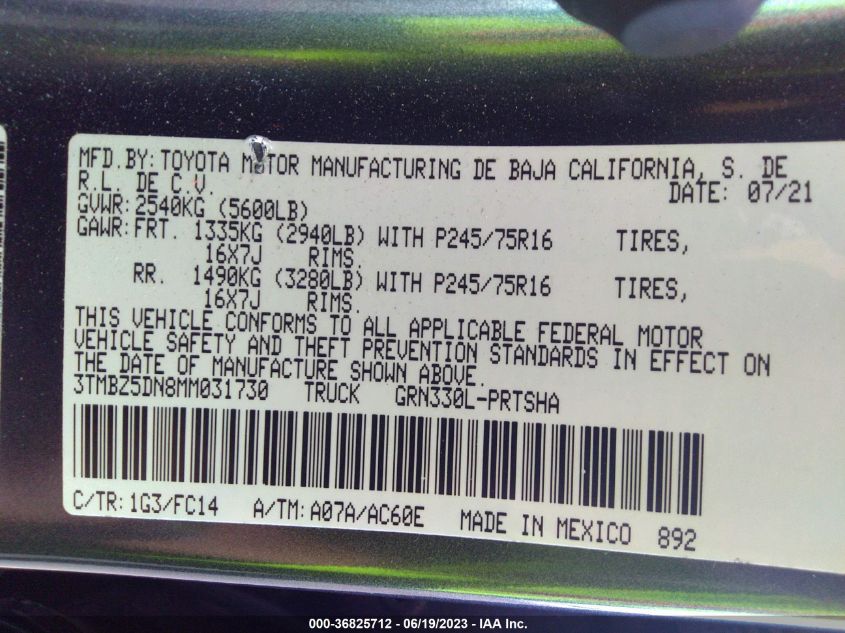 MFD.BY: TOYOTA MOTOR MANUFACTURING DE BAJA CALIFORNIA, S. DE
R.L. DE C.V. DATE: 07/21
GVWR: 2540KG (5600LB)
GAWR: FRT. 1335KG (2940LB) WITH P245/75R16 TIRES,
16X7J RIMS.
RR. 1490KG (3280LB) WITH P245/75R16 TIRES,
16X7J RIMS.
THIS VEHICLE CONFORMS TO ALL APPLICABLE FEDERAL MOTOR
VEHICLE SAFETY AND THEFT PREVENTION STANDARDS IN EFFECT ON
THE DATE OF MANUFACTURE SHOWN ABOVE.
3TMBZ5DN8MM031730 TRUCK GRN330L-PRTSHA
C/TR: 1G3/FC14 A/TM: A07A/AC60E MADE IN MEXICO 892
000-36825712 - 06/19/2023 - IAA Inc.